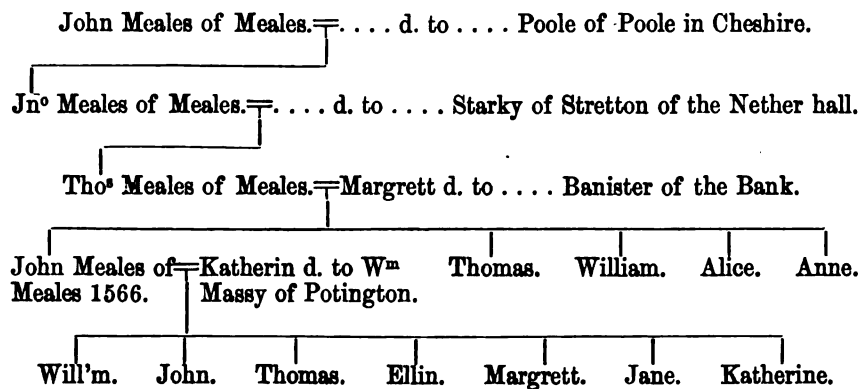 John Meales of Meales.=. . . . d. to . . . . Poole of Poole in Cheshire.
Jnº Meales of Meales.=. . . . d. to . . . . Starky of Stretton of the Nether hall.
Thoˢ Meales of Meales.=Margrett d. to . . . . Banister of the Bank.
John Meales of=Katherin d. to Wᵐ Thomas. William. Alice. Anne.
Meales 1566. Massy of Potington.
Will'm. John. Thomas. Ellin. Margrett. Jane. Katherine.